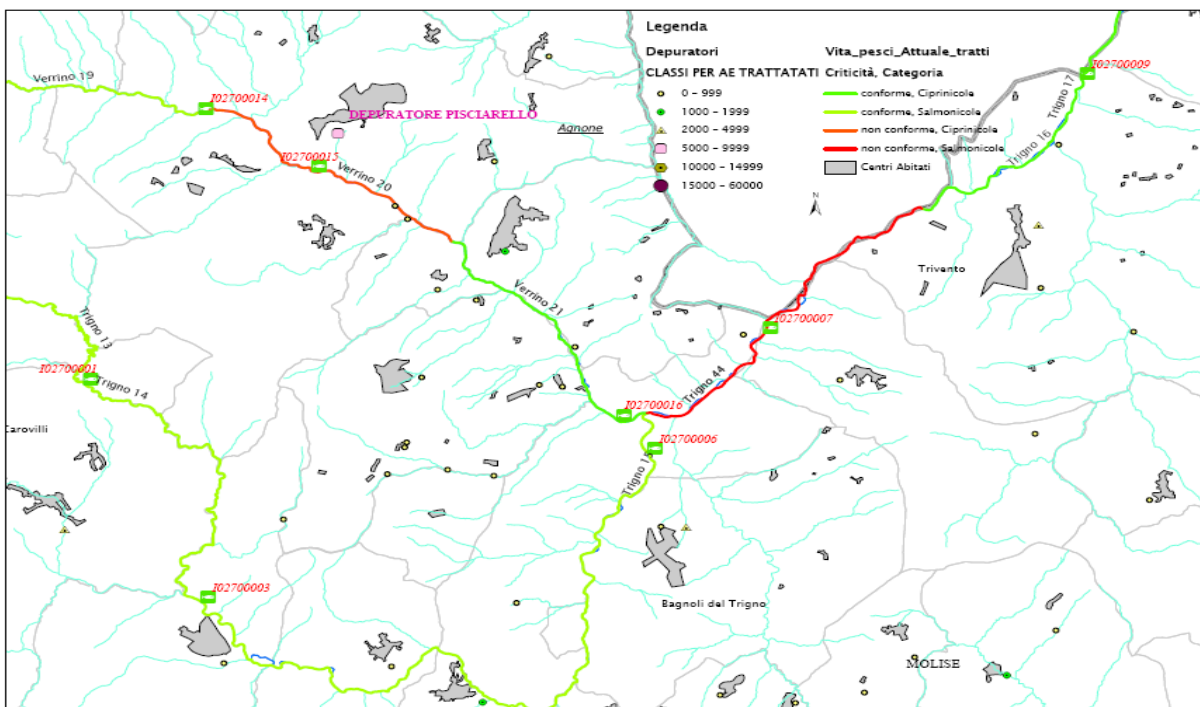 Legenda
Depuratori
Vita_pesci_Attuale_tratti
CLASSI PER AE TRATTATATI
Criticità, Categoria
0 - 999
conforme, Ciprinicole
1000 - 1999
conforme, Salmonicole
2000 - 4999
non conforme, Ciprinicole
5000 - 9999
non conforme, Salmonicole
10000 - 14999
Centri Abitati
15000 - 60000
N
I02700009
Trigno 17
Trigno 16
Verrino 19
I02700014
DEPURATORE PISCIARELLO
Agnone
I02700015
Verrino 20
Trivento
Verrino 21
Trigno 13
I02700007
I02700001
Trigno 14
Trigno 44
I02700016
Carovilli
I02700006
Trigno 15
I02700003
Bagnoli del Trigno
MOLISE